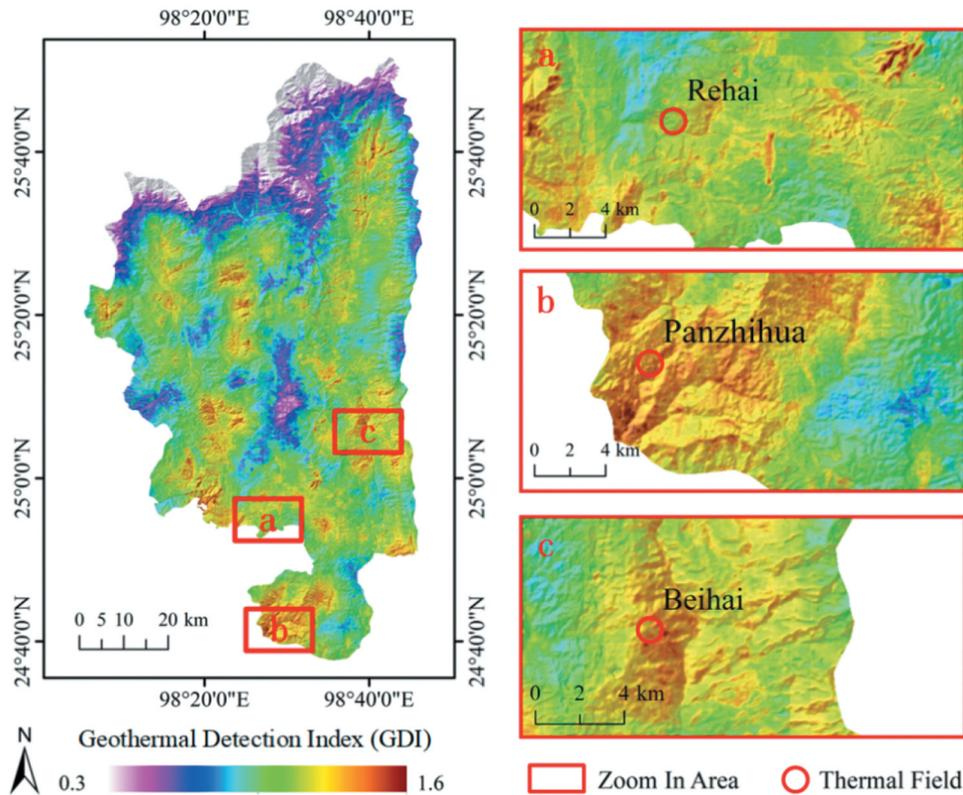 98°20'0"E 98°40'0"E
25°40'0"N
25°20'0"N
25°0'0"N
24°40'0"N
c
a
b
0 5 10 20 km
25°40'0"N
25°20'0"N
25°0'0"N
24°40'0"N
98°20'0"E 98°40'0"E
N
Geothermal Detection Index (GDI)
0.3 1.6
a
Rehai
0 2 4 km
b
Panzhihua
0 2 4 km
c
Beihai
0 2 4 km
Zoom In Area Thermal Field